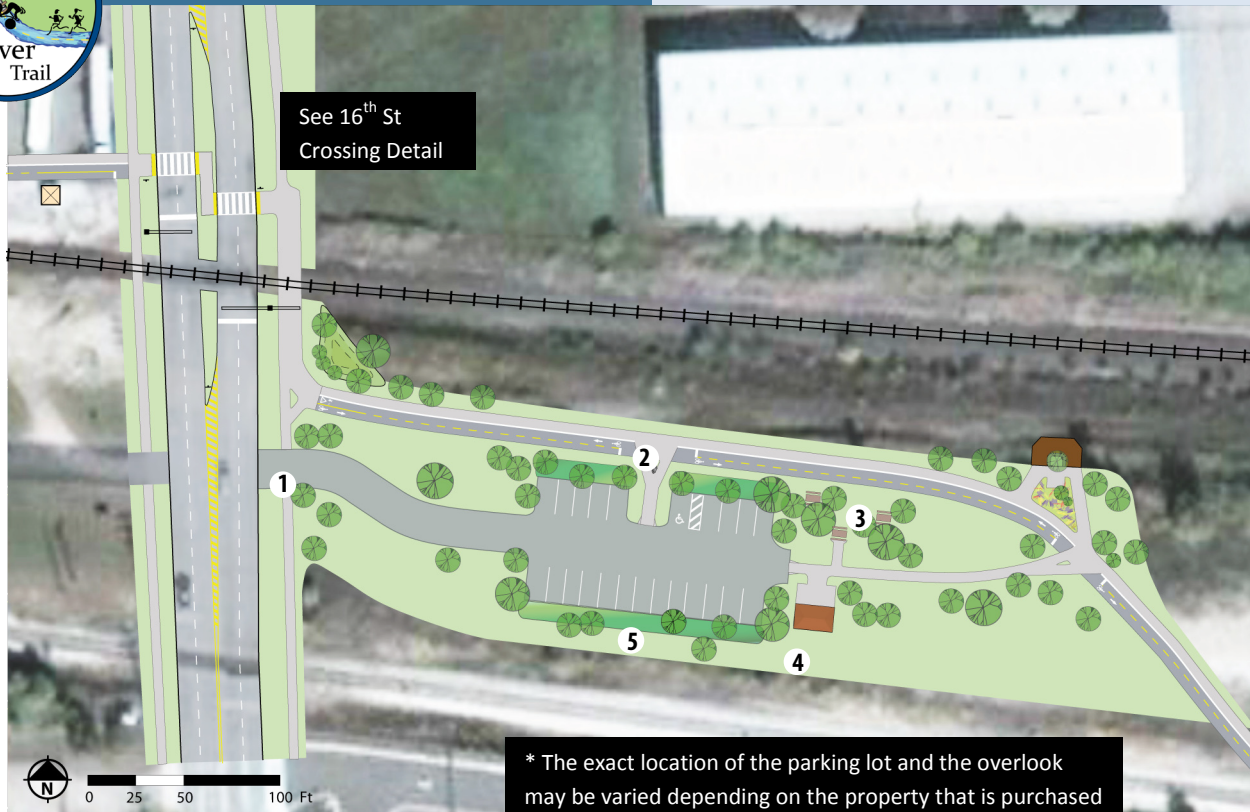 Trail
See 16th St
Crossing Detail
1
2
3
4
5
N
0 25 50 100 Ft
* The exact location of the parking lot and the overlook
may be varied depending on the property that is purchased